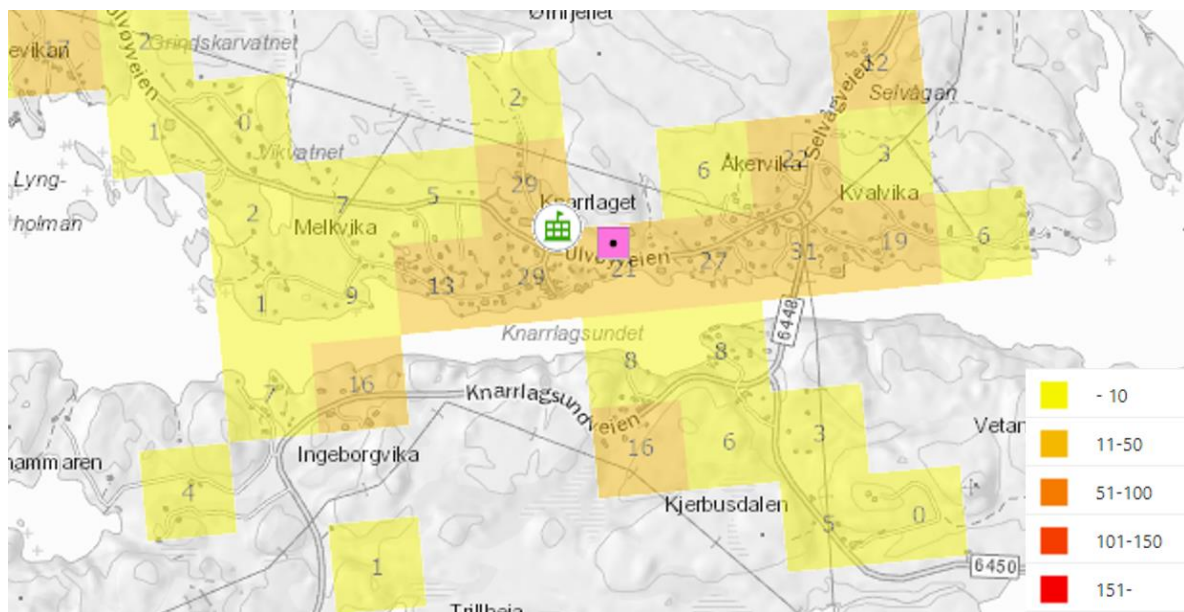 Ulvøyveien
2
Grindskarvatnet
17
evikan
12
Selvågveien
Selvågan
2
1
0
Vikvatnet
Lyng-
holman
7
5
29
Knarrlaget
6
Åkervika
22
3
Kvalvika
2
Melkvika
Ulvøyveien
1
9
13
29
21
27
31
19
6
Knarrlagsundet
6448
8
8
7
16
Knarrlagsundveien
hammaren
Ingeborgvika
16
6
3
Vetan
4
Kjerbusdalen
5
0
1
6450
- 10
11-50
51-100
101-150
151-